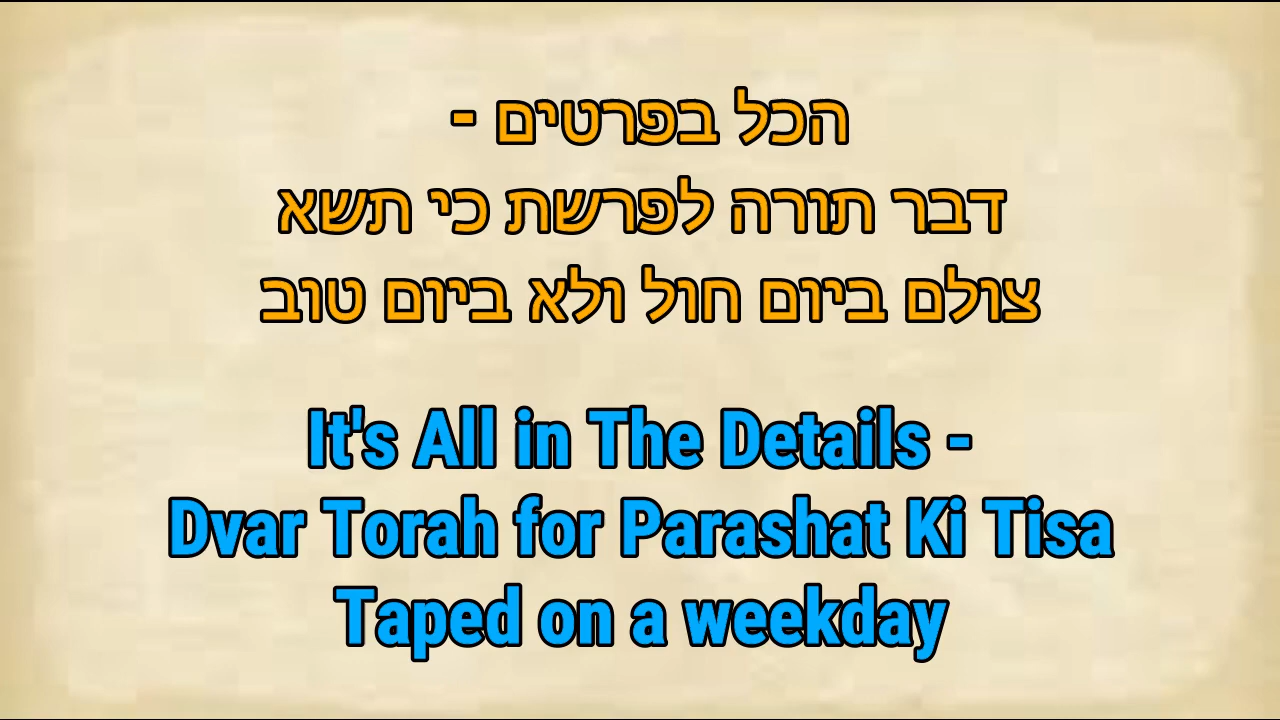 הכל בפרטים -
דבר תורה לפרשת כי תשא
צולם ביום חול ולא ביום טוב
It's All in The Details -
Dvar Torah for Parashat Ki Tisa
Taped on a weekday